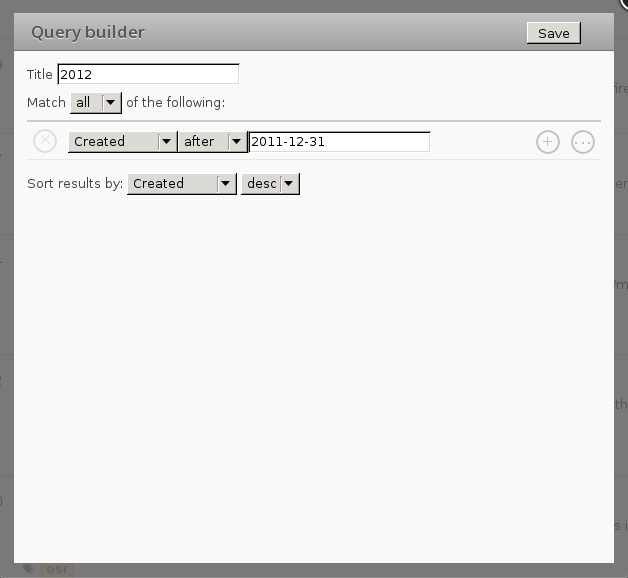 Query builder Save
Title 2012
Match all of the following:
Created after 2011-12-31
Sort results by: Created desc
osr